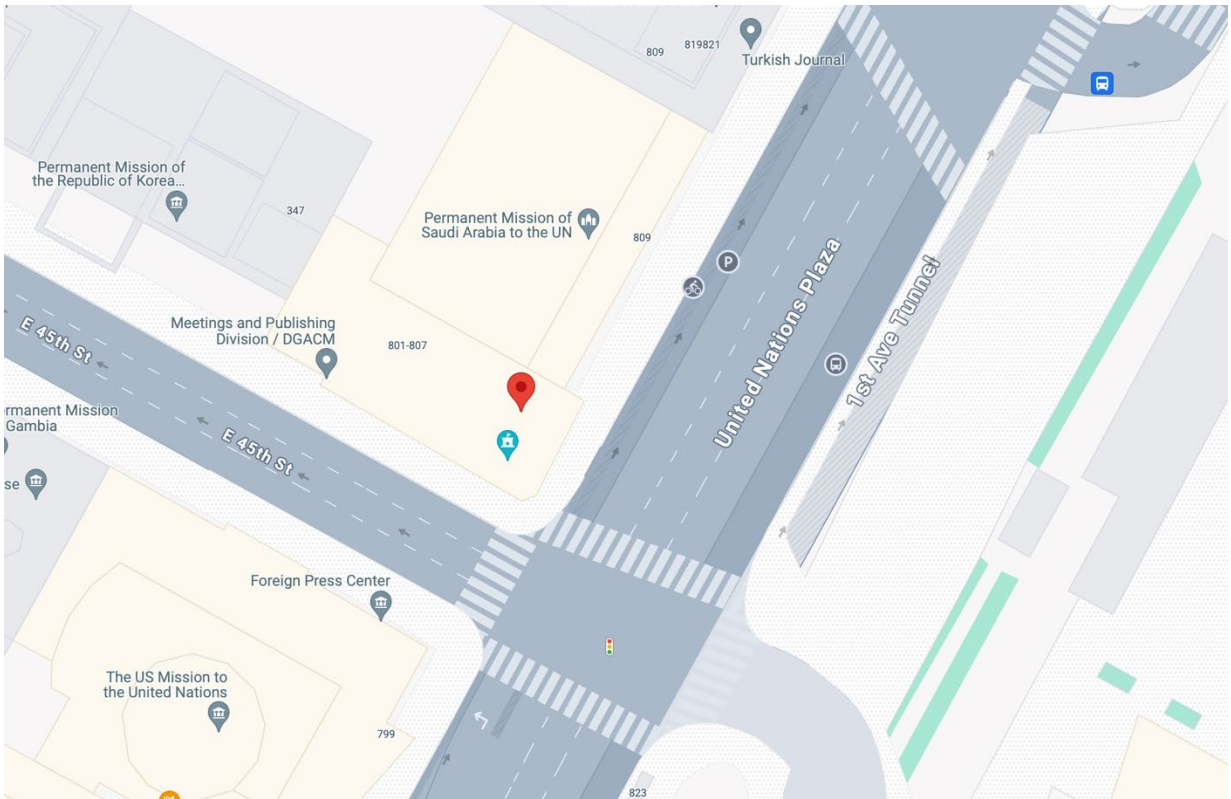 809
819821
Turkish Journal
Permanent Mission of
the Republic of Korea...
347
Permanent Mission of
Saudi Arabia to the UN
809
P
United Nations Plaza
1st Ave Tunnel
Meetings and Publishing
Division / DGACM
801-807
E 45th St
E 45th St
ermanent Mission
Gambia
se
Foreign Press Center
The US Mission to
the United Nations
799
823